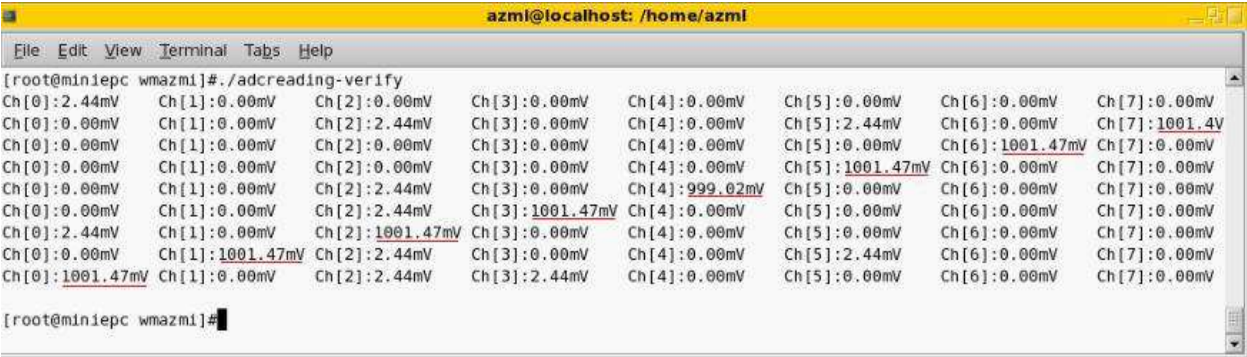 azmi@localhost: /home/azmi
File Edit View Terminal Tabs Help
[root@miniepc wmazmi]#./adcreading-verify
Ch[0]:2.44mV Ch[1]:0.00mV Ch[2]:0.00mV Ch[3]:0.00mV Ch[4]:0.00mV Ch[5]:0.00mV Ch[6]:0.00mV Ch[7]:0.00mV
Ch[0]:0.00mV Ch[1]:0.00mV Ch[2]:2.44mV Ch[3]:0.00mV Ch[4]:0.00mV Ch[5]:2.44mV Ch[6]:0.00mV Ch[7]:1001.4V
Ch[0]:0.00mV Ch[1]:0.00mV Ch[2]:0.00mV Ch[3]:0.00mV Ch[4]:0.00mV Ch[5]:0.00mV Ch[6]:1001.47mV Ch[7]:0.00mV
Ch[0]:0.00mV Ch[1]:0.00mV Ch[2]:0.00mV Ch[3]:0.00mV Ch[4]:0.00mV Ch[5]:1001.47mV Ch[6]:0.00mV Ch[7]:0.00mV
Ch[0]:0.00mV Ch[1]:0.00mV Ch[2]:2.44mV Ch[3]:0.00mV Ch[4]:999.02mV Ch[5]:0.00mV Ch[6]:0.00mV Ch[7]:0.00mV
Ch[0]:0.00mV Ch[1]:0.00mV Ch[2]:2.44mV Ch[3]:1001.47mV Ch[4]:0.00mV Ch[5]:0.00mV Ch[6]:0.00mV Ch[7]:0.00mV
Ch[0]:2.44mV Ch[1]:0.00mV Ch[2]:1001.47mV Ch[3]:0.00mV Ch[4]:0.00mV Ch[5]:0.00mV Ch[6]:0.00mV Ch[7]:0.00mV
Ch[0]:0.00mV Ch[1]:1001.47mV Ch[2]:2.44mV Ch[3]:0.00mV Ch[4]:0.00mV Ch[5]:2.44mV Ch[6]:0.00mV Ch[7]:0.00mV
Ch[0]:1001.47mV Ch[1]:0.00mV Ch[2]:2.44mV Ch[3]:2.44mV Ch[4]:0.00mV Ch[5]:0.00mV Ch[6]:0.00mV Ch[7]:0.00mV
[root@miniepc wmazmi]#